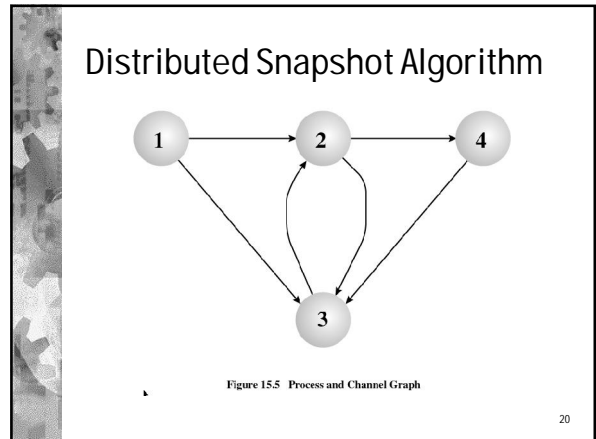 Distributed Snapshot Algorithm
1
2
4
3
Figure 15.5 Process and Channel Graph
20